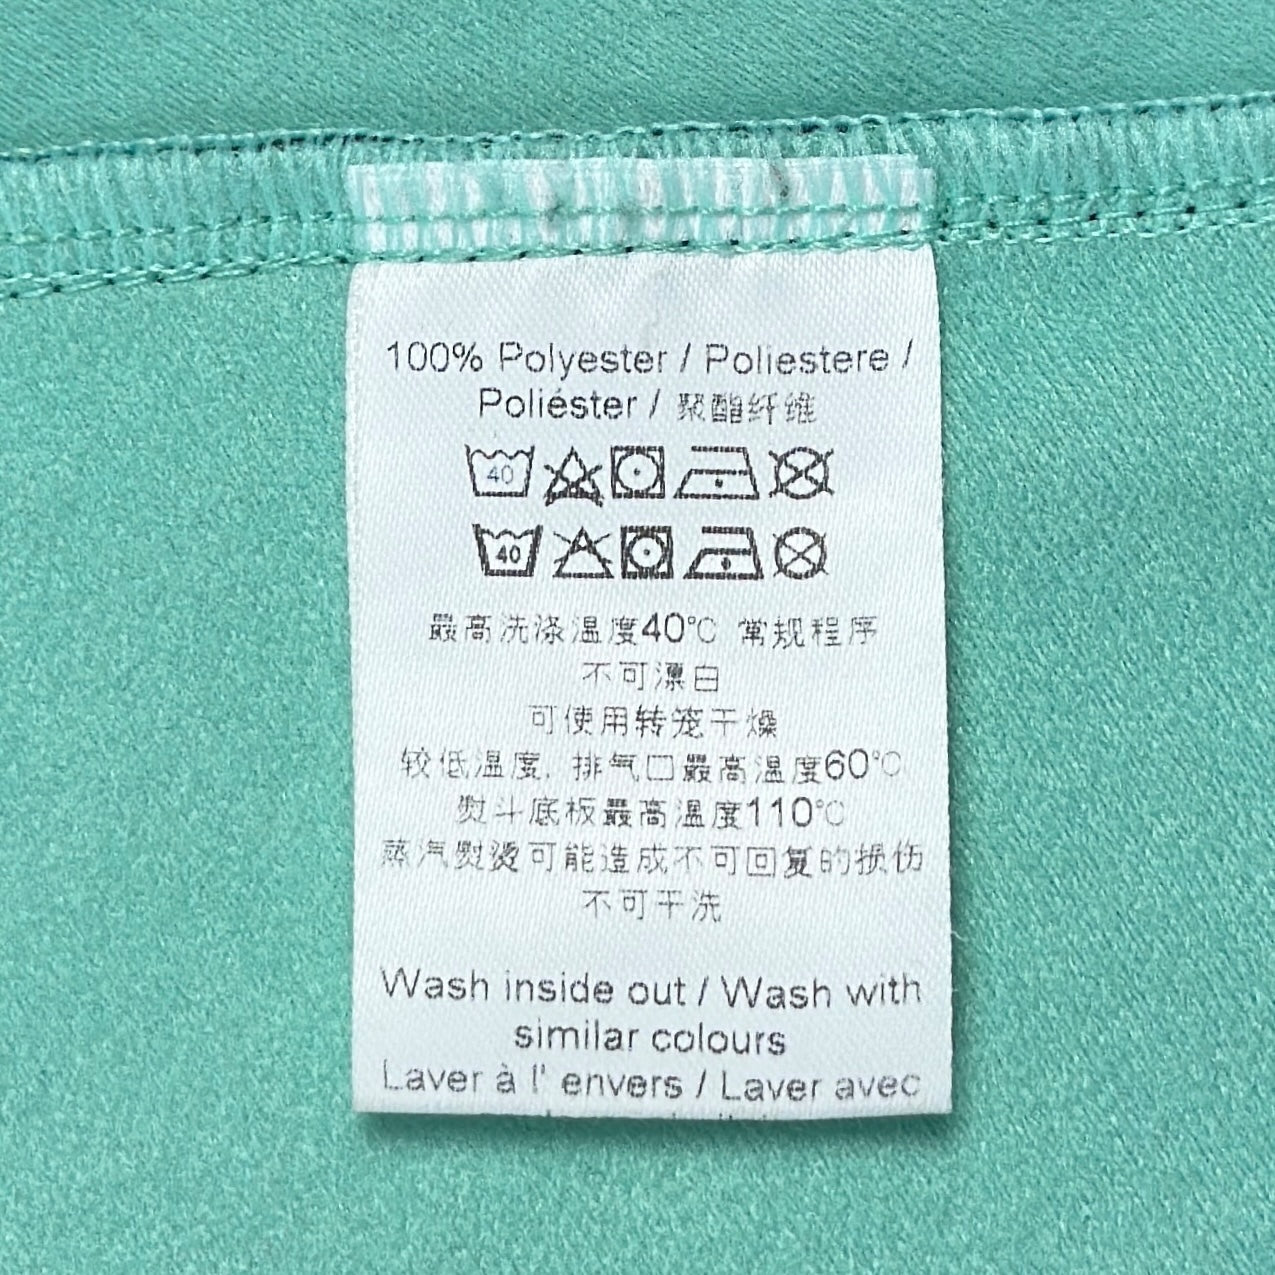 100% Polyester / Poliestere /
Poliéster / 聚酯纤维
40
40
最高洗涤温度40℃ 常规程序
不可漂白
可使用转笼干燥
较低温度, 排气口最高温度60℃
熨斗底板最高温度110℃
蒸汽熨烫可能造成不可回复的损伤
不可干洗
Wash inside out / Wash with
similar colours
Laver à l' envers / Laver avec